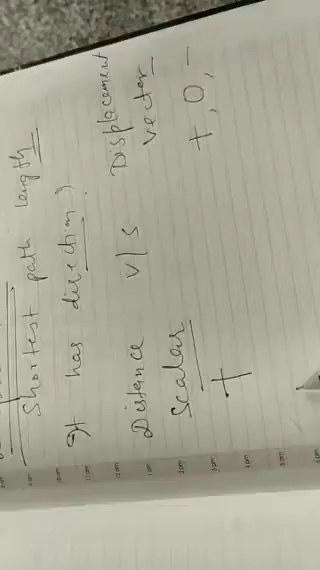 Shortest path length
It has direction)
Distance v/s Displacement
Scalar vector
+ +, 0, -